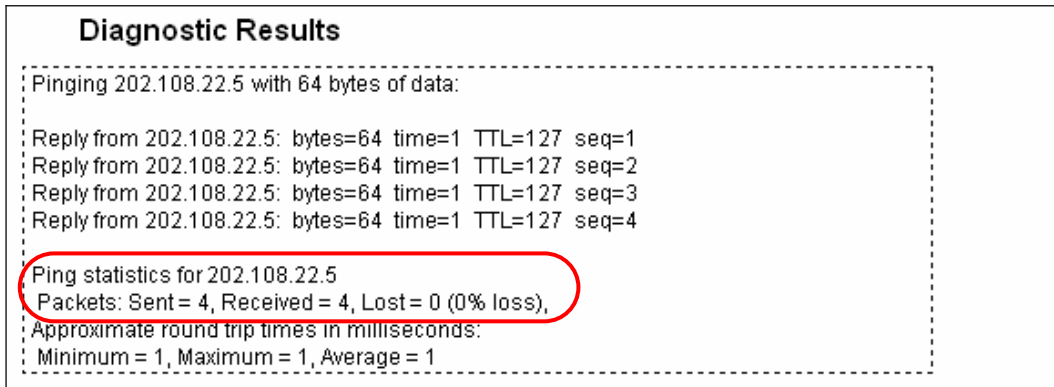 Diagnostic Results
Pinging 202.108.22.5 with 64 bytes of data:
Reply from 202.108.22.5: bytes=64 time=1 TTL=127 seq=1
Reply from 202.108.22.5: bytes=64 time=1 TTL=127 seq=2
Reply from 202.108.22.5: bytes=64 time=1 TTL=127 seq=3
Reply from 202.108.22.5: bytes=64 time=1 TTL=127 seq=4
Ping statistics for 202.108.22.5
Packets: Sent = 4, Received = 4, Lost = 0 (0% loss),
Approximate round trip times in milliseconds:
Minimum = 1, Maximum = 1, Average = 1